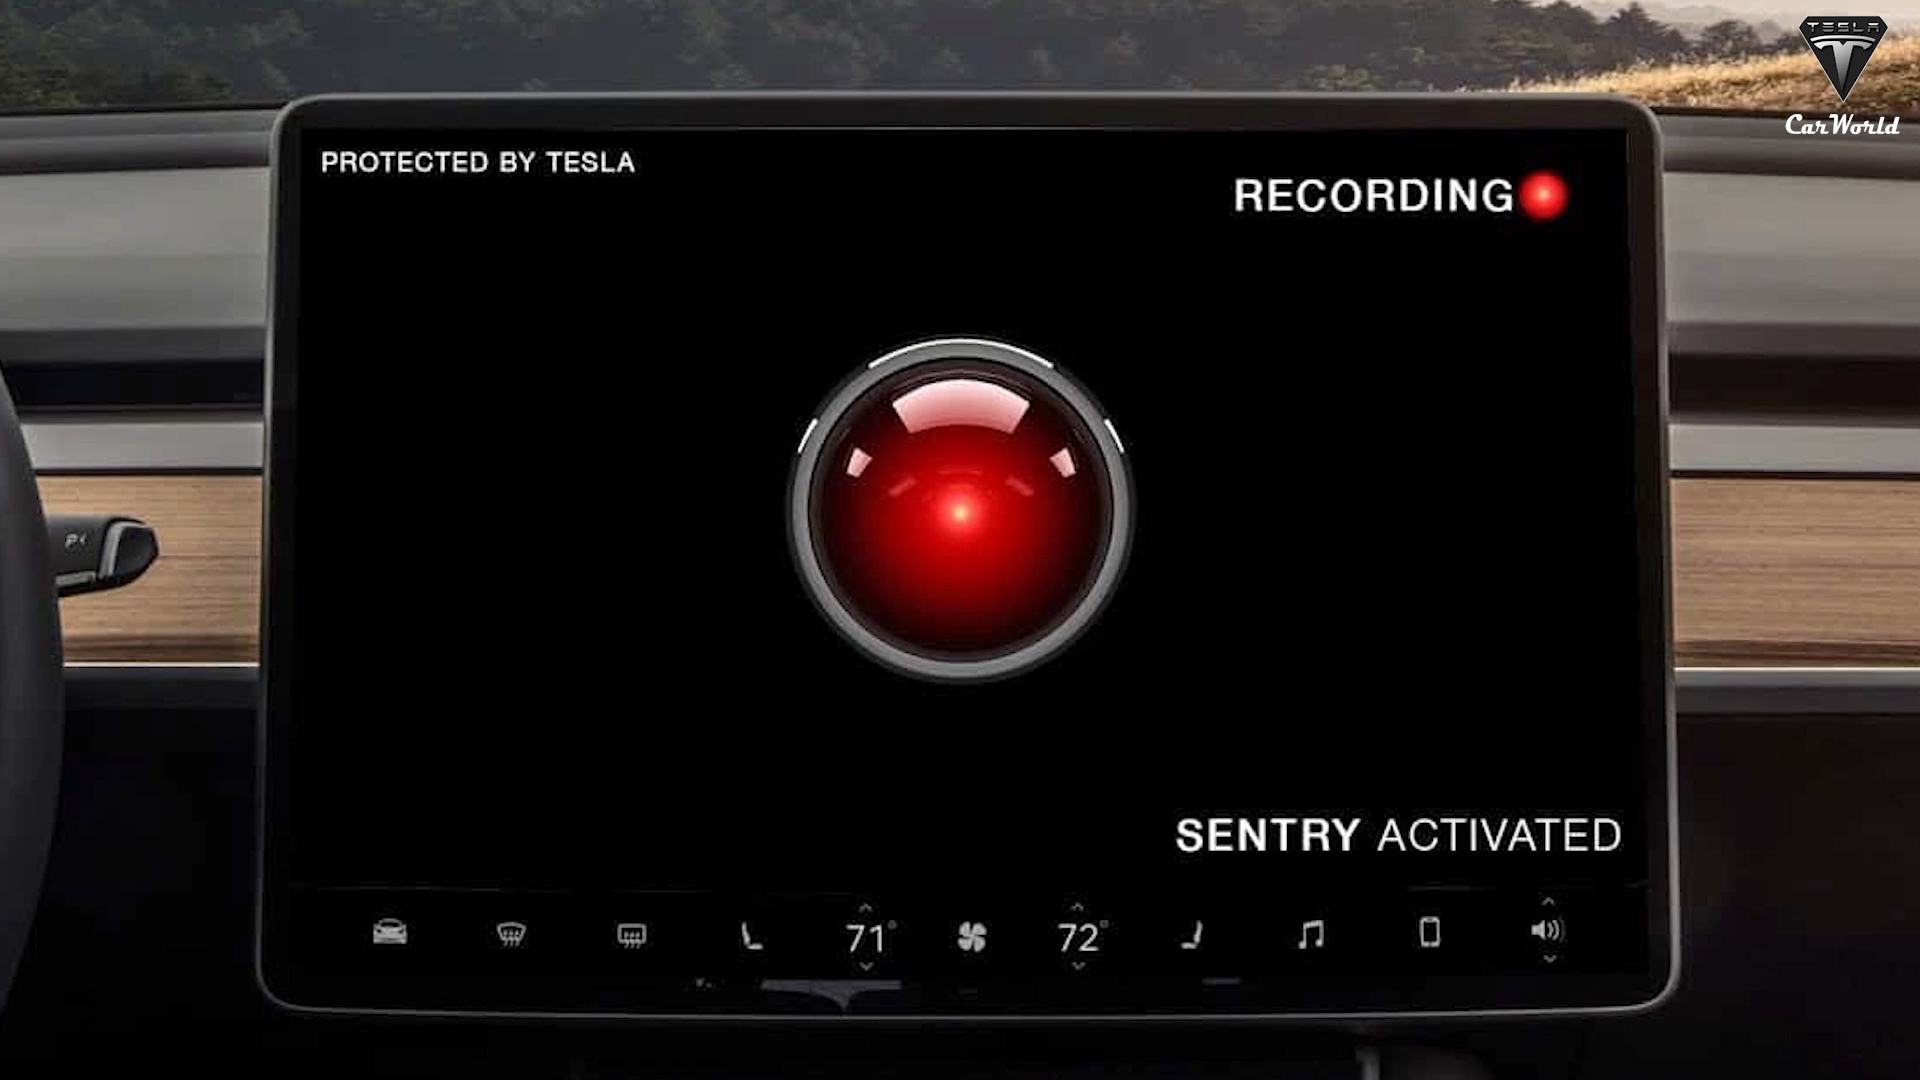 TESLA
CarWorld
PROTECTED BY TESLA
RECORDING
P<
SENTRY ACTIVATED
71°
72°